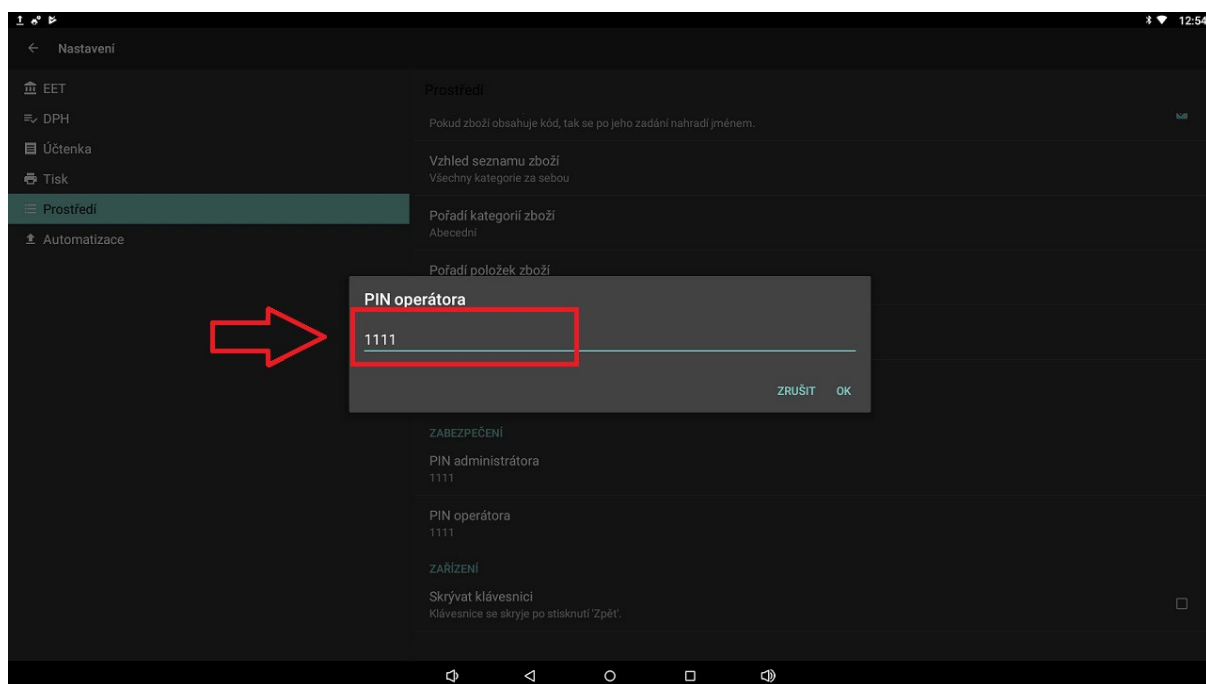 12:54
Nastavení
EET
DPH
Účtenka
Tisk
Prostředí
Automatizace
Prostředí
Pokud zboží obsahuje kód, tak se po jeho zadání nahradí jménem.
Vzhled seznamu zboží
Všechny kategorie za sebou
Pořadí kategorií zboží
Abecední
Pořadí položek zboží
PIN operátora
1111
ZRUŠIT OK
ZABEZPEČENÍ
PIN administrátora
1111
PIN operátora
1111
ZAŘÍZENÍ
Skrývat klávesnici
Klávesnice se skryje po stisknutí 'Zpět'.